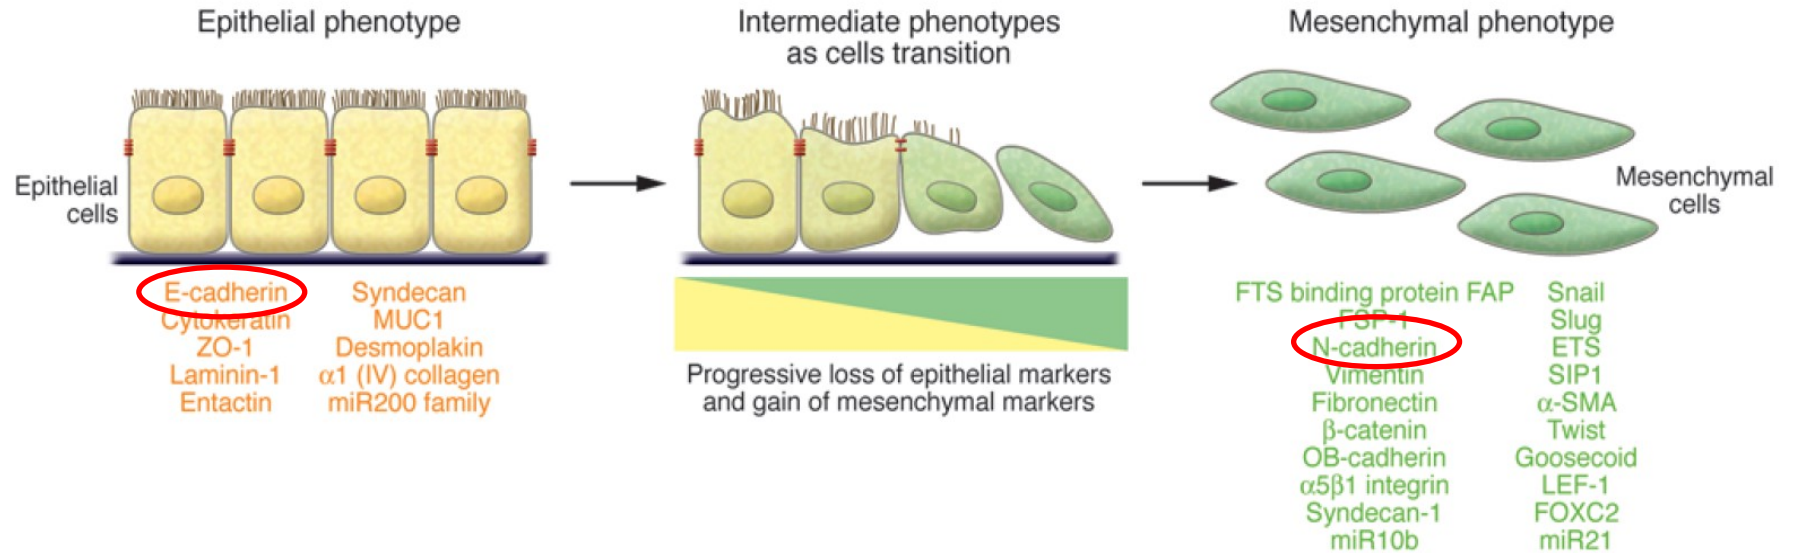 Epithelial phenotype
Intermediate phenotypes
as cells transition
Mesenchymal phenotype
Epithelial
cells
Mesenchymal
cells
E-cadherin
Cytokeratin
ZO-1
Laminin-1
Entactin
Syndecan
MUC1
Desmoplakin
α1 (IV) collagen
miR200 family
Progressive loss of epithelial markers
and gain of mesenchymal markers
FTS binding protein FAP
FSP-1
N-cadherin
Vimentin
Fibronectin
β-catenin
OB-cadherin
α5β1 integrin
Syndecan-1
miR10b
Snail
Slug
ETS
SIP1
α-SMA
Twist
Goosecoid
LEF-1
FOXC2
miR21